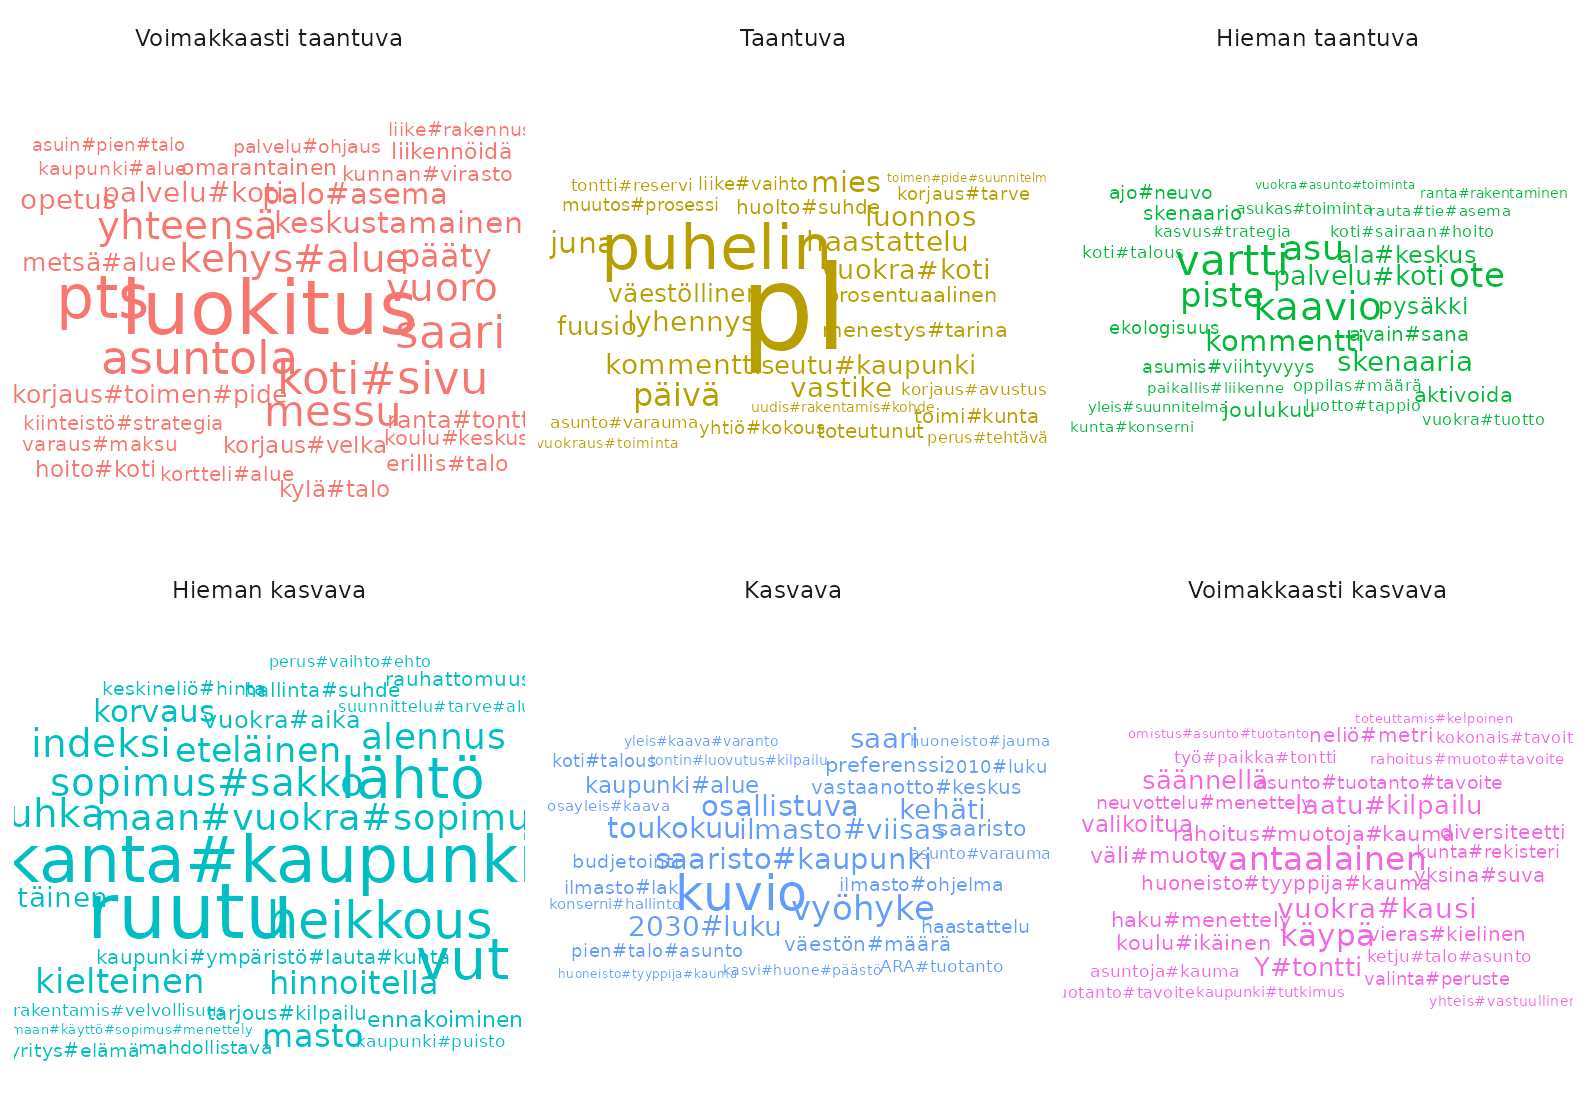 Voimakkaasti taantuva
liike#rakennus
asuin#pien#talo
palvelu#ohjaus
liikennöidä
kaupunki#alue
omarantainen
kunnan#virasto
opetus
palvelu#koti
talo#asema
yhteensä
keskustamainen
metsä#alue
kehys#alue
pääty
pts
luokitus
vuoro
saari
asuntola
koti#sivu
korjaus#toimen#pide
messu
kiinteistö#strategia
ranta#tontt
varaus#maksu
korjaus#velka
koulu#keskus
hoito#koti
kortteli#alue
erillis#talo
kylä#talo
Taantuva
tontti#reservi
liike#vaihto
mies
toimen#pide#suunnitelm
korjaus#tarve
muutos#prosessi
huolto#suhde
luonnos
juna
puhelin
haastattelu
vuokra#koti
väestöllinen
pl
prosentuaalinen
fuusio
lyhennys
menestys#tarina
kommentti
seutu#kaupunki
päivä
vastike
korjaus#avustus
uudis#rakentamis#kohde
asunto#varauma
yhtiö#kokous
toteutunut
toimi#kunta
vuokraus#toiminta
perus#tehtävä
Hieman taantuva
ajo#neuvo
vuokra#asunto#toiminta
ranta#rakentaminen
skenaario
asukas#toiminta
rauta#tie#asema
kasvus#trategia
koti#sairaan#hoito
koti#talous
vartti
asu
ala#keskus
palvelu#koti
ote
piste
kaavio
pysäkki
ekologisuus
kommentti
avain#sana
asumis#viihtyvyys
skenaaria
paikallis#liikenne
oppilas#määrä
aktivoida
yleis#suunnitelma
joulukuu
luotto#tappio
kunta#konserni
vuokra#tuotto
Hieman kasvava
perus#vaihto#ehto
keskineliö#hinta
hallinta#suhde
rauhattomuus
korvaus
vuokra#aika
suunnittelu#tarve#alu
indeksi
eteläinen
alennus
sopimus#sakko
lähtö
uhka
maan#vuokra#sopimu
kanta#kaupunki
täinen
ruutu
heikkous
kaupunki#ympäristö#lauta#kunta
vut
kielteinen
hinnoitella
rakentamis#velvollisuus
tarjous#kilpailu
ennakoiminen
maan#käyttö#sopimus#menettely
masto
yritys#elämä
mahdollistava
kaupunki#puisto
Kasvava
yleis#kaava#varanto
saari
huoneisto#jauma
koti#talous
tontin#luovutus#kilpailu
preferenssi
2010#luku
kaupunki#alue
vastaanotto#keskus
osayleis#kaava
osallistuva
kehäti
toukokuu
ilmasto#viisas
saaristo
budjetointi
saaristo#kaupunki
asunto#varauma
ilmasto#laki
kuvio
ilmasto#ohjelma
konserni#hallinto
vyöhyke
2030#luku
haastattelu
pien#talo#asunto
väestön#määrä
huoneisto#tyyppija#kauma
kasvi#huone#päästö
ARA#tuotanto
Voimakkaasti kasvava
toteuttamis#kelpoinen
omistus#asunto#tuotanto
neliö#metri
kokonais#tavoit
työ#paikka#tontti
rahoitus#muoto#tavoite
säännellä
asunto#tuotanto#tavoite
neuvottelu#menettely
laatu#kilpailu
valikoitua
rahoitus#muotoja#kauma
diversiteetti
väli#muoto
vantaalainen
kunta#rekisteri
huoneisto#tyyppija#kauma
yksina#suva
haku#menettely
vuokra#kausi
koulu#ikäinen
käypä
vieras#kielinen
asuntoja#kauma
Y#tontti
ketju#talo#asunto
valinta#peruste
uotanto#tavoite
kaupunki#tutkimus
yhteis#vastuullinen